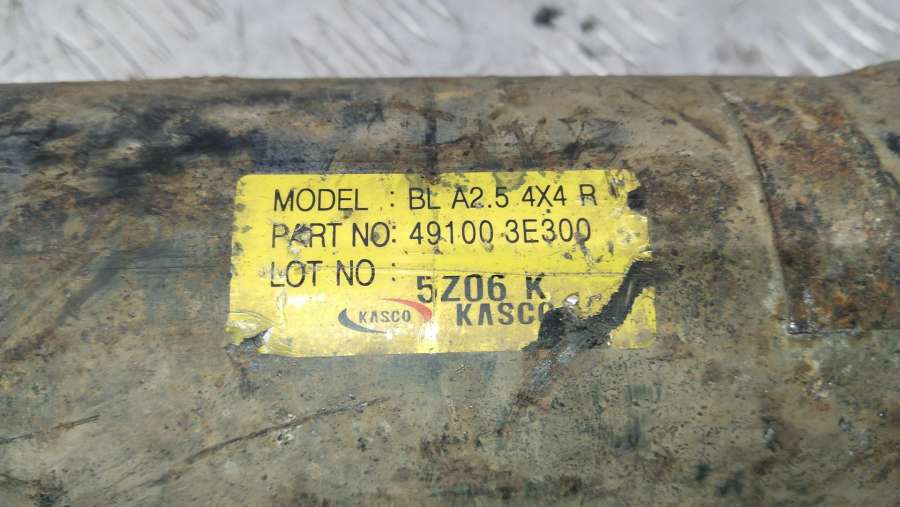 MODEL : BL A2.5 4X4 R
PART NO: 49100 3E300
LOT NO : 5Z06 K
KASCO KASCO